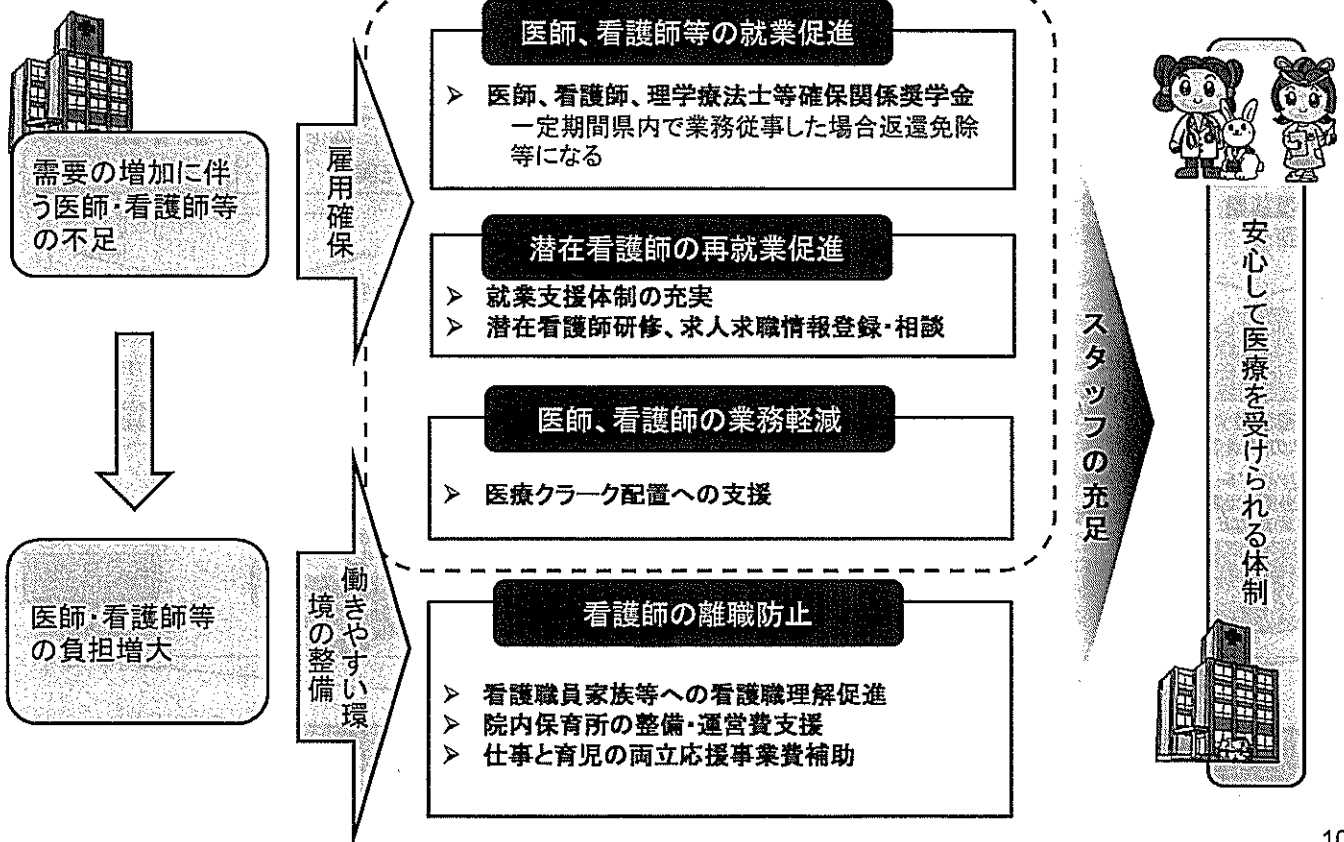 需要の増加に伴
う医師・看護師等
の不足
医師・看護師等
の負担増大
雇用確保
働きやすい環
境の整備
医師、看護師等の就業促進
➢ 医師、看護師、理学療法士等確保関係奨学金
一定期間県内で業務従事した場合返還免除
等になる
潜在看護師の再就業促進
➢ 就業支援体制の充実
➢ 潜在看護師研修、求人求職情報登録・相談
医師、看護師の業務軽減
➢ 医療クラーク配置への支援
看護師の離職防止
➢ 看護職員家族等への看護職理解促進
➢ 院内保育所の整備・運営費支援
➢ 仕事と育児の両立応援事業費補助
スタッフの充足
安心して医療を受けられる体制
10